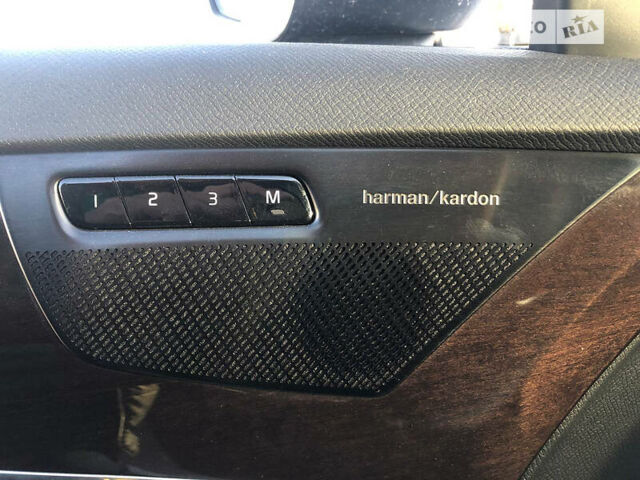 O RIA
1 2 3 M harman/kardon